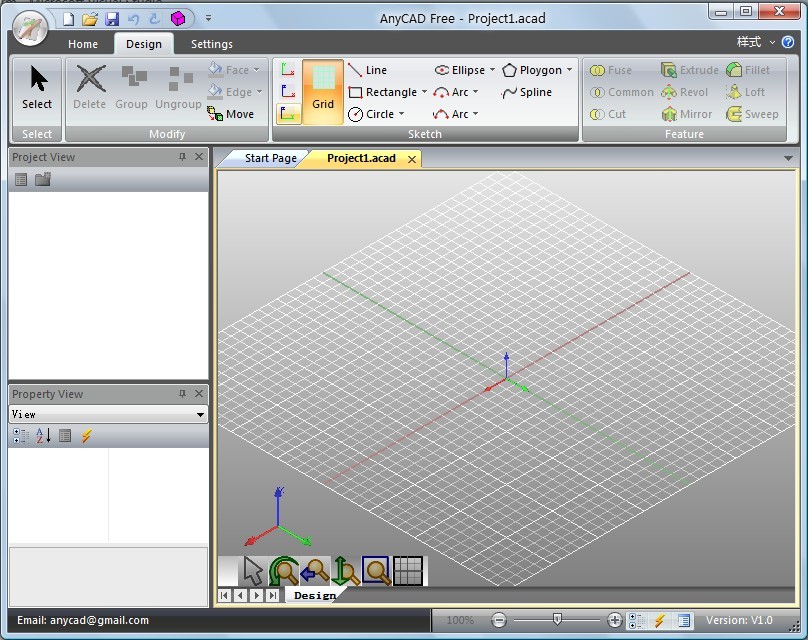 AnyCAD Free - Project1.acad
Home Design Settings 样式
Select Delete Group Ungroup Face Edge Move
Grid Line Rectangle Circle Ellipse Arc Arc Ploygon Spline
Fuse Common Cut Extrude Revol Mirror Fillet Loft Sweep
Select Modify Sketch Feature
Project View
Start Page Project1.acad
Property View
View
Design
Email: anycad@gmail.com 100% Version: V1.0